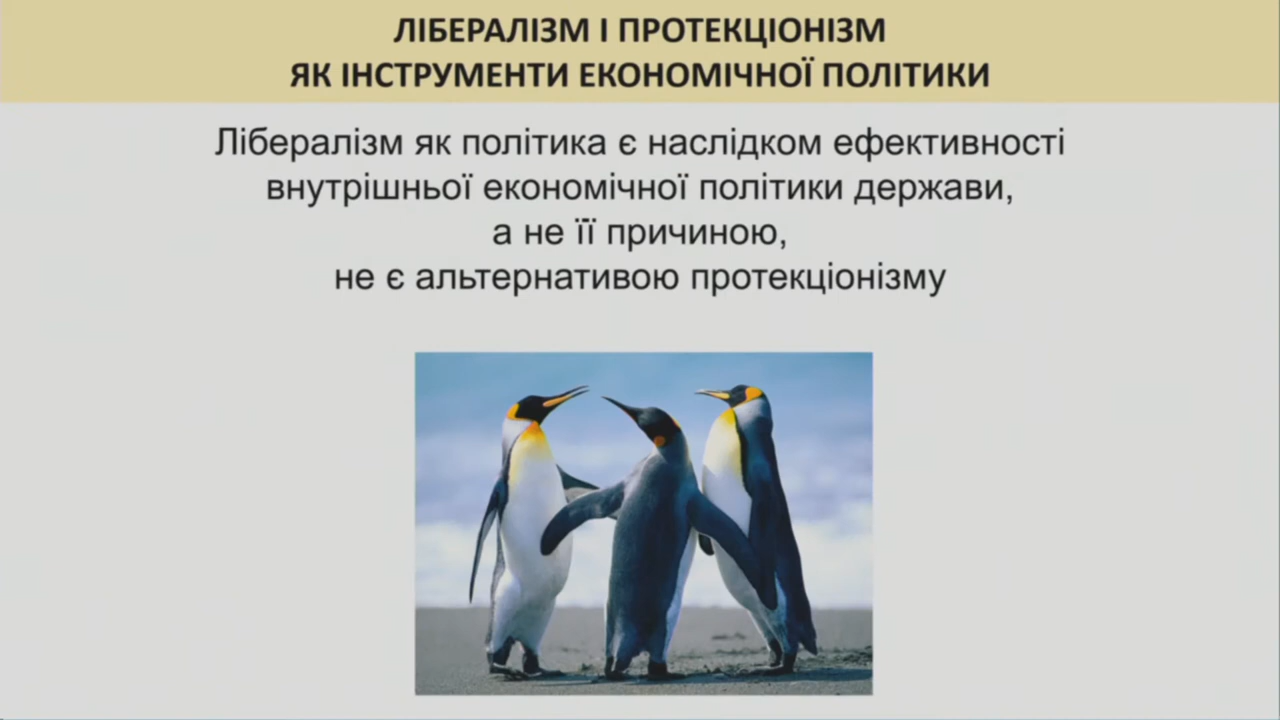 ЛІБЕРАЛІЗМ І ПРОТЕКЦІОНІЗМ
ЯК ІНСТРУМЕНТИ ЕКОНОМІЧНОЇ ПОЛІТИКИ
Лібералізм як політика є наслідком ефективності
внутрішньої економічної політики держави,
а не її причиною,
не є альтернативою протекціонізму